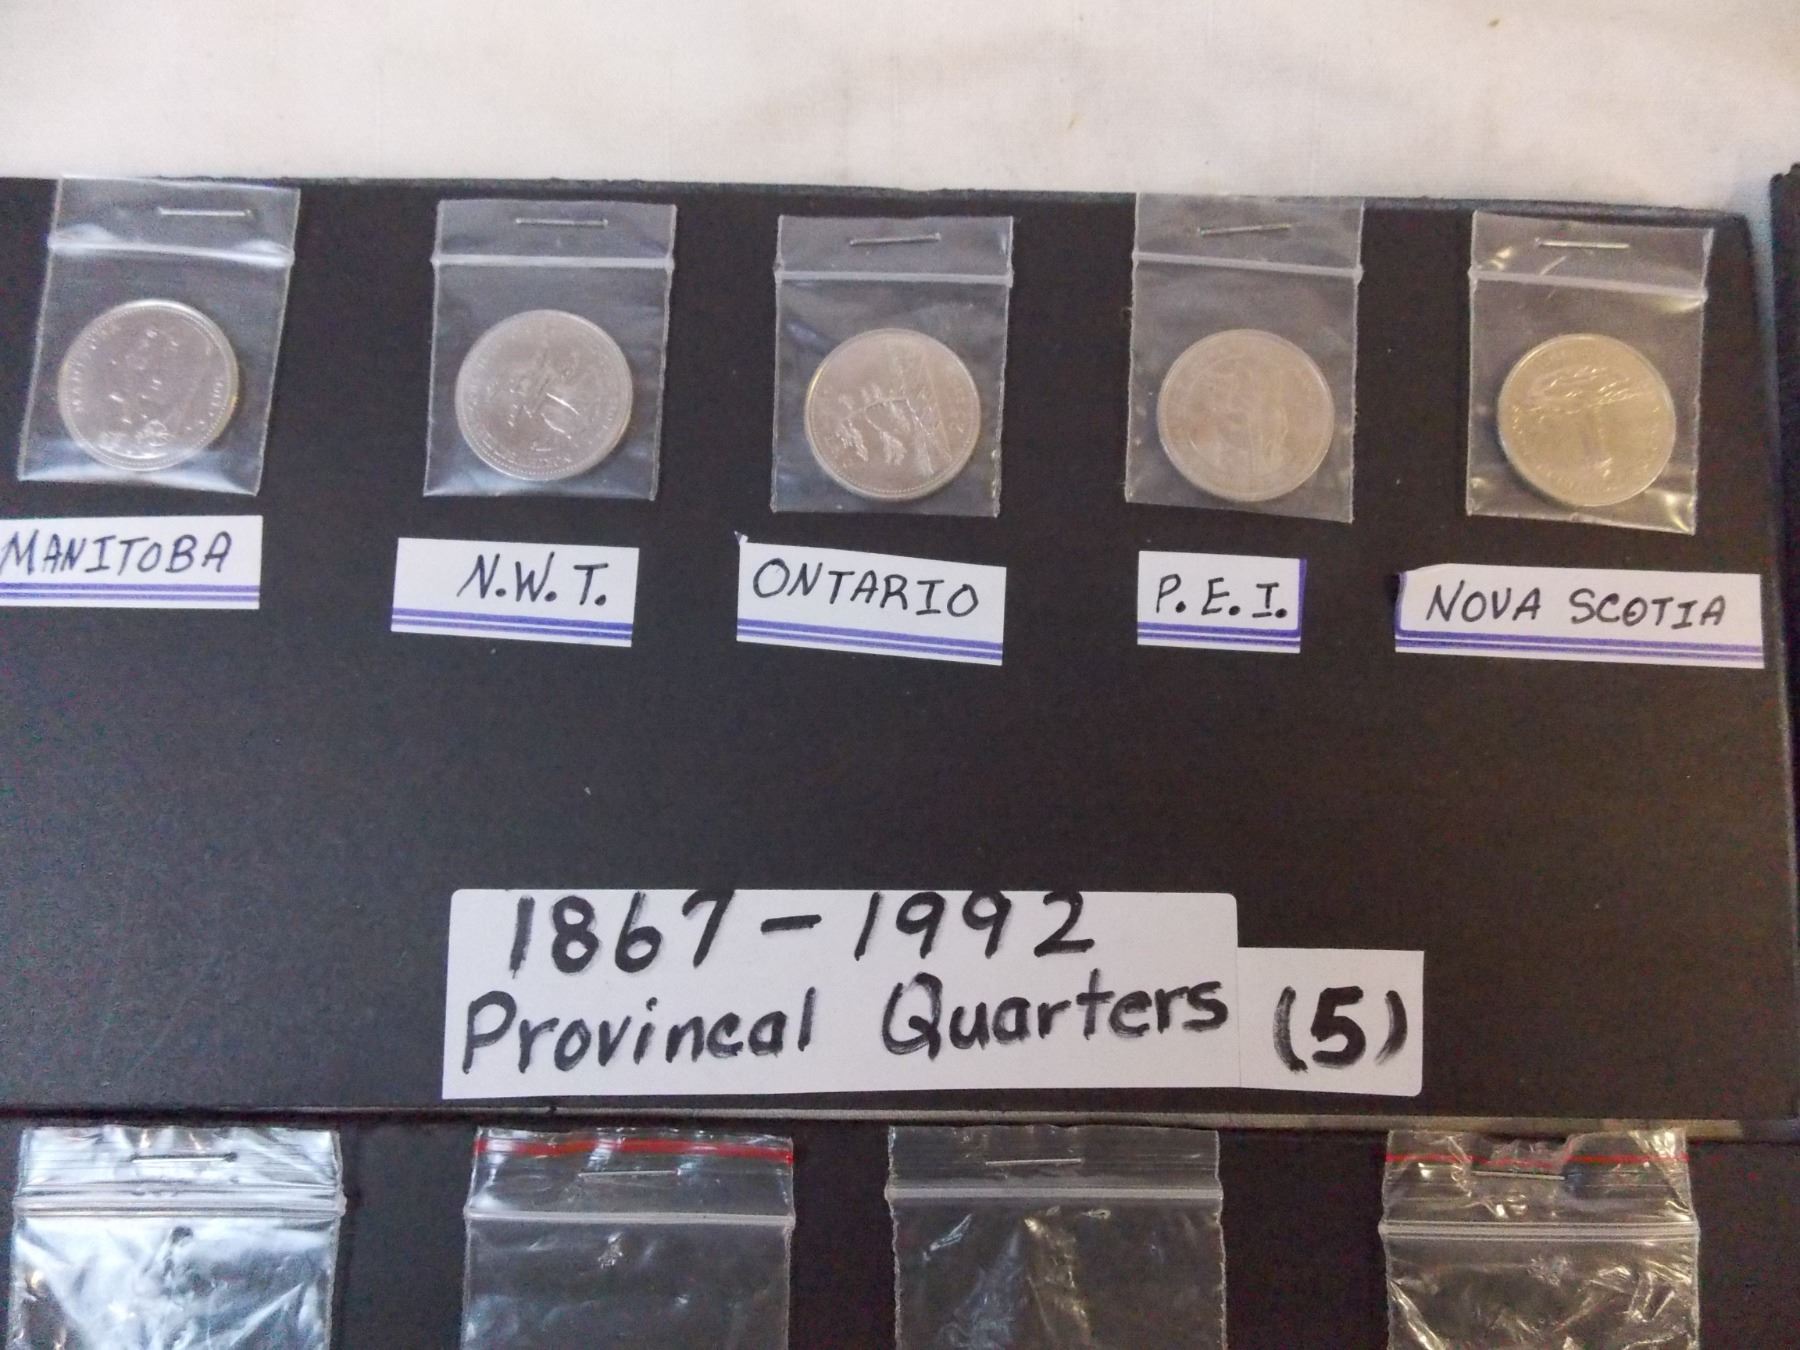 MANITOBA
N.W.T.
ONTARIO
P.E.I.
NOVA SCOTIA
1867-1992
Provincal Quarters (5)